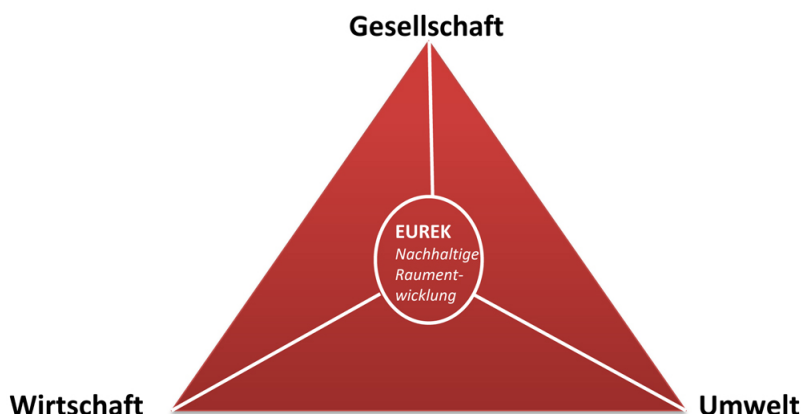 Gesellschaft
EUREK
Nachhaltige
Raument-
wicklung
Wirtschaft
Umwelt